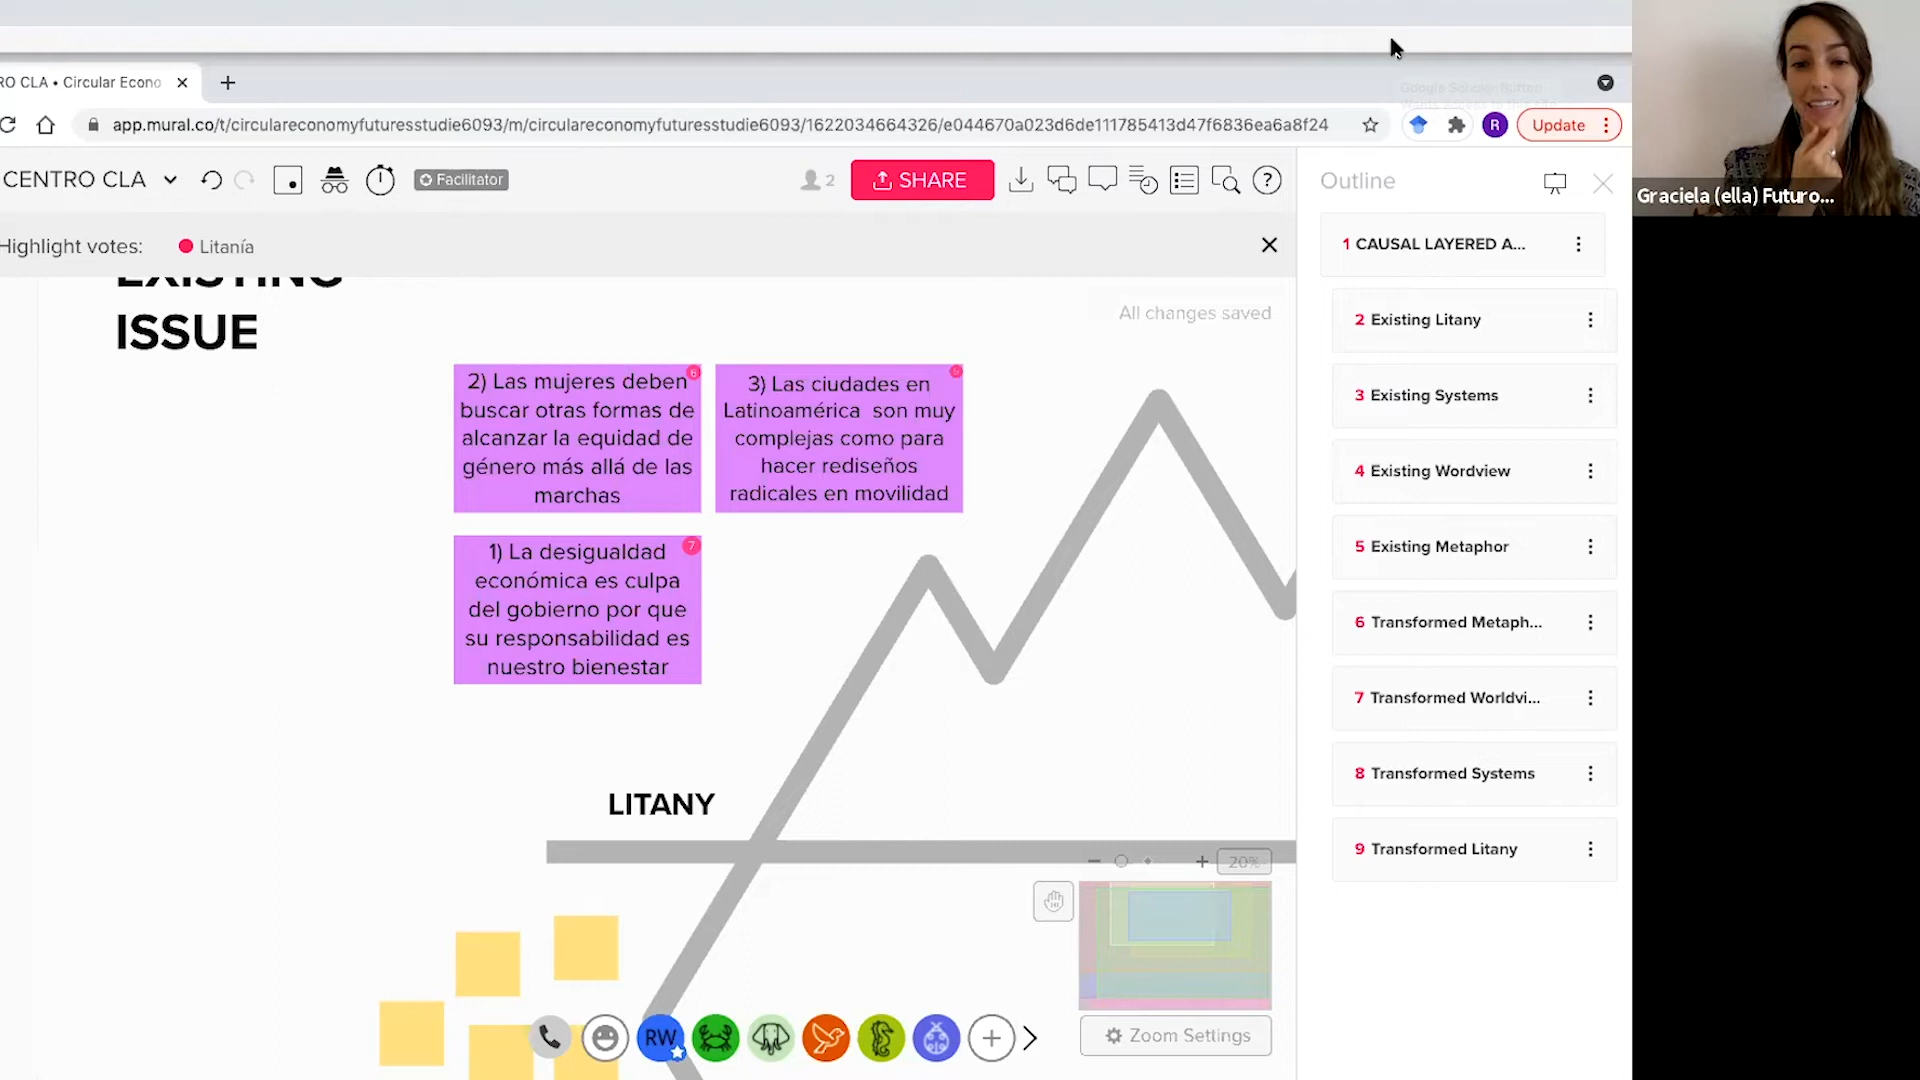 RO CLA • Circular Econo
app.mural.co/t/circulareconomyfuturesstudie6093/m/circulareconomyfuturesstudie6093/1622034664326/e044670a023d6de111785413d47f6836ea6a8f24
R
Update
CENTRO CLA
Facilitator
2
SHARE
?
Highlight votes:
Litanía
EXISTING
ISSUE
All changes saved
2) Las mujeres deben
buscar otras formas de
alcanzar la equidad de
género más allá de las
marchas
6
3) Las ciudades en
Latinoamérica son muy
complejas como para
hacer rediseños
radicales en movilidad
1) La desigualdad
económica es culpa
del gobierno por que
su responsabilidad es
nuestro bienestar
7
LITANY
20%
RW
Zoom Settings
Outline
1 CAUSAL LAYERED A...
2 Existing Litany
3 Existing Systems
4 Existing Wordview
5 Existing Metaphor
6 Transformed Metaph...
7 Transformed Worldvi...
8 Transformed Systems
9 Transformed Litany
Graciela (ella) Futuro...